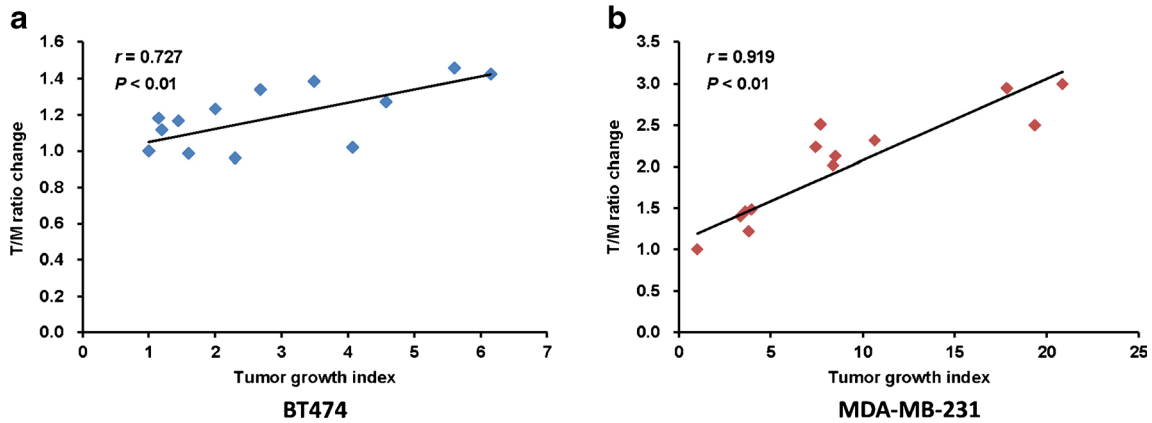 a
1.6
1.4
1.2
1.0
0.8
0.6
0.4
0.2
0.0
T/M ratio change
r = 0.727
P < 0.01
0 1 2 3 4 5 6 7
Tumor growth index
BT474
b
3.5
3.0
2.5
2.0
1.5
1.0
0.5
0.0
T/M ratio change
r = 0.919
P < 0.01
0 5 10 15 20 25
Tumor growth index
MDA-MB-231